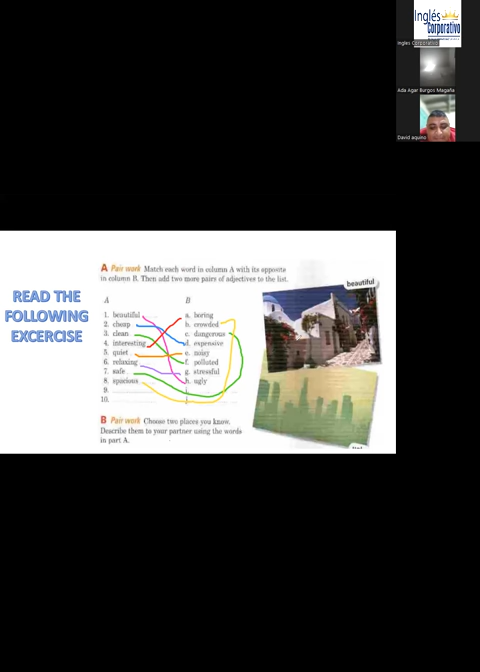 Inglés
Corporativo
Ingles Corporativo
Ada Agar Burgos Magaña
David aquino
READ THE
FOLLOWING
EXCERCISE
A Pair work Match each word in column A with its opposite
in column B. Then add two more pairs of adjectives to the list.
A B
1. beautiful a. boring
2. cheap b. crowded
3. clean c. dangerous
4. interesting d. expensive
5. quiet e. noisy
6. relaxing f. polluted
7. safe g. stressful
8. spacious h. ugly
9. i.
10. j.
B Pair work Choose two places you know.
Describe them to your partner using the words
in part A.
beautiful